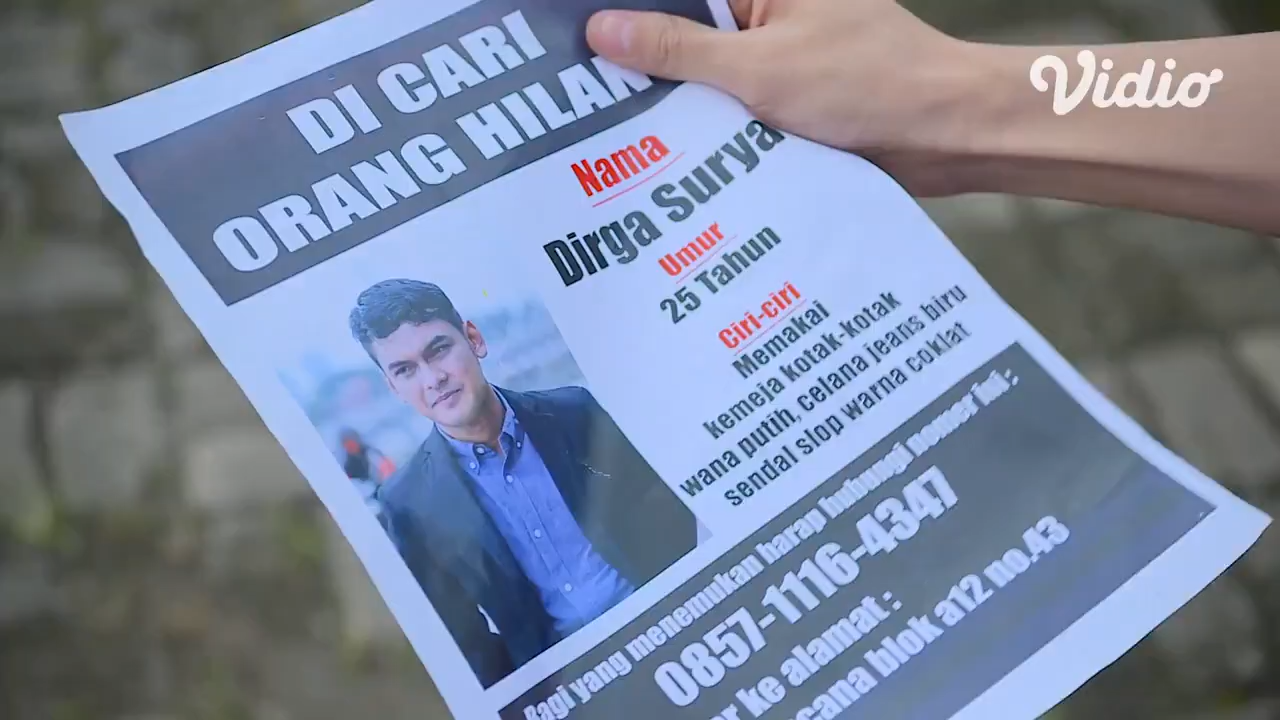 Vidio
DI CARI
ORANG HILAN
Nama
Dirga Surya
Umur
25 Tahun
Ciri-ciri
Memakai
kemeja kotak-kotak
wana putih, celana jeans biru
sendal slop warna coklat
Bagi yang menemukan harap hubungi nomor ini :
0857-1116-4347
ke alamat :
blok a12 no.43